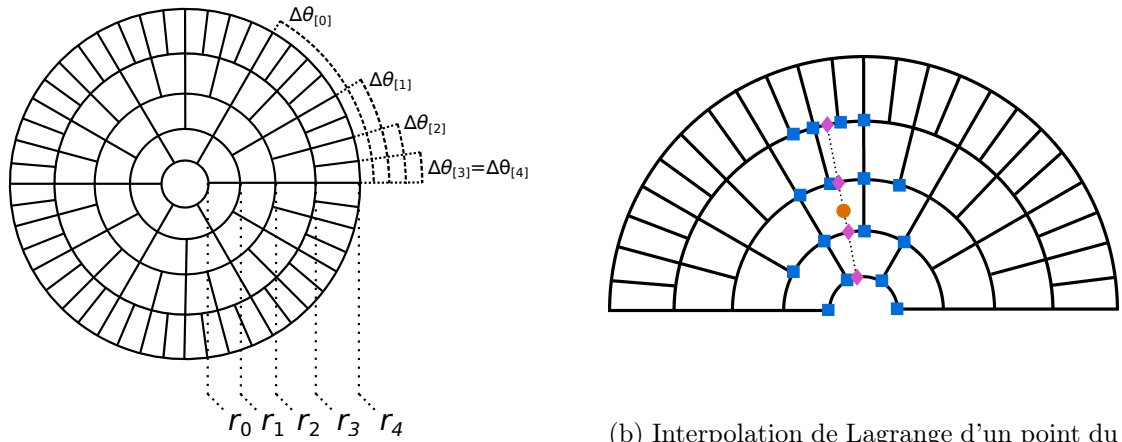 Δθ[0]
Δθ[1]
Δθ[2]
Δθ[3]=Δθ[4]
r0 r1 r2 r3 r4
(b) Interpolation de Lagrange d'un point du